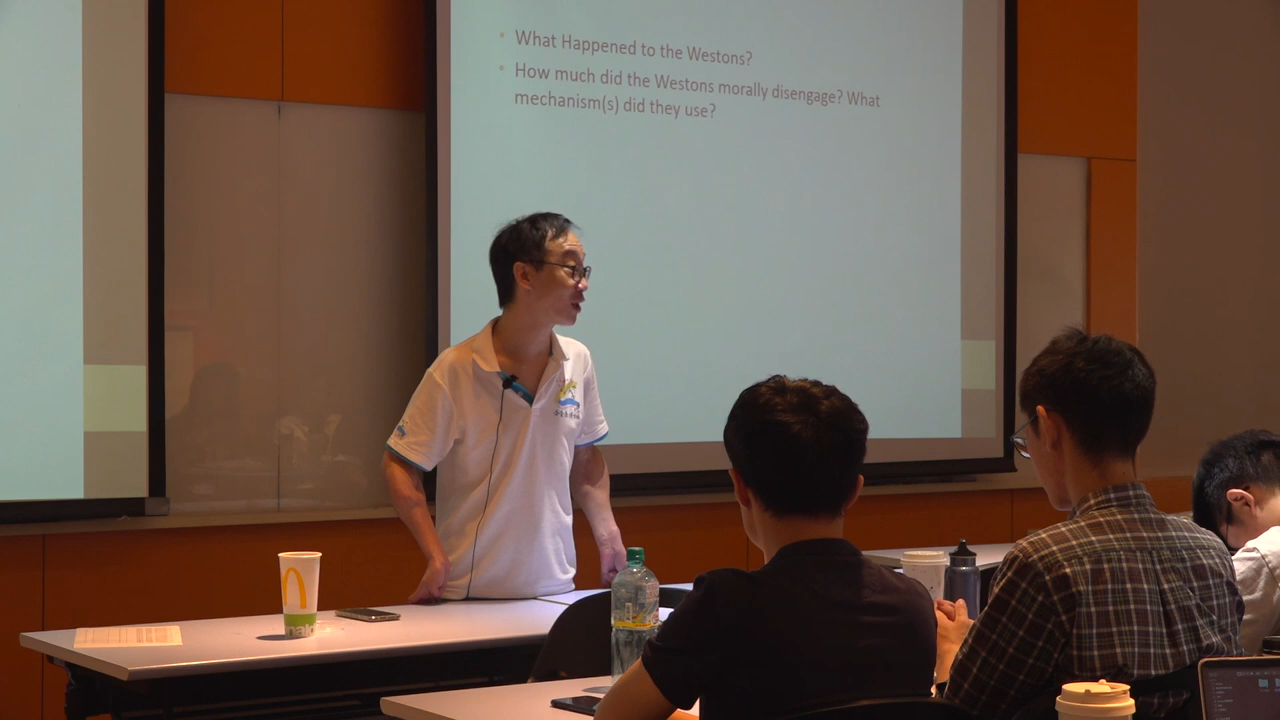 What Happened to the Westons?
How much did the Westons morally disengage? What
mechanism(s) did they use?